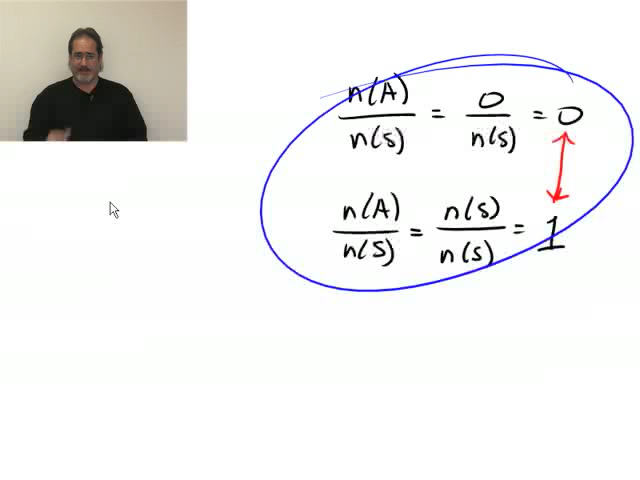 n(A)/n(S) = 0/n(S) = 0
n(A)/n(S) = n(S)/n(S) = 1